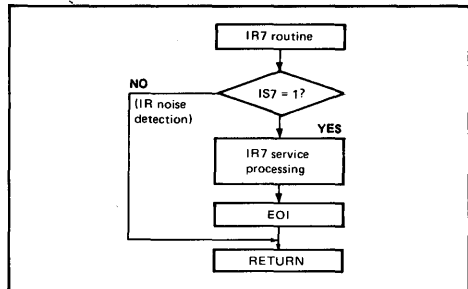 IR7 routine
NO
IS7 = 1?
(IR noise
detection)
YES
IR7 service
processing
EOI
RETURN